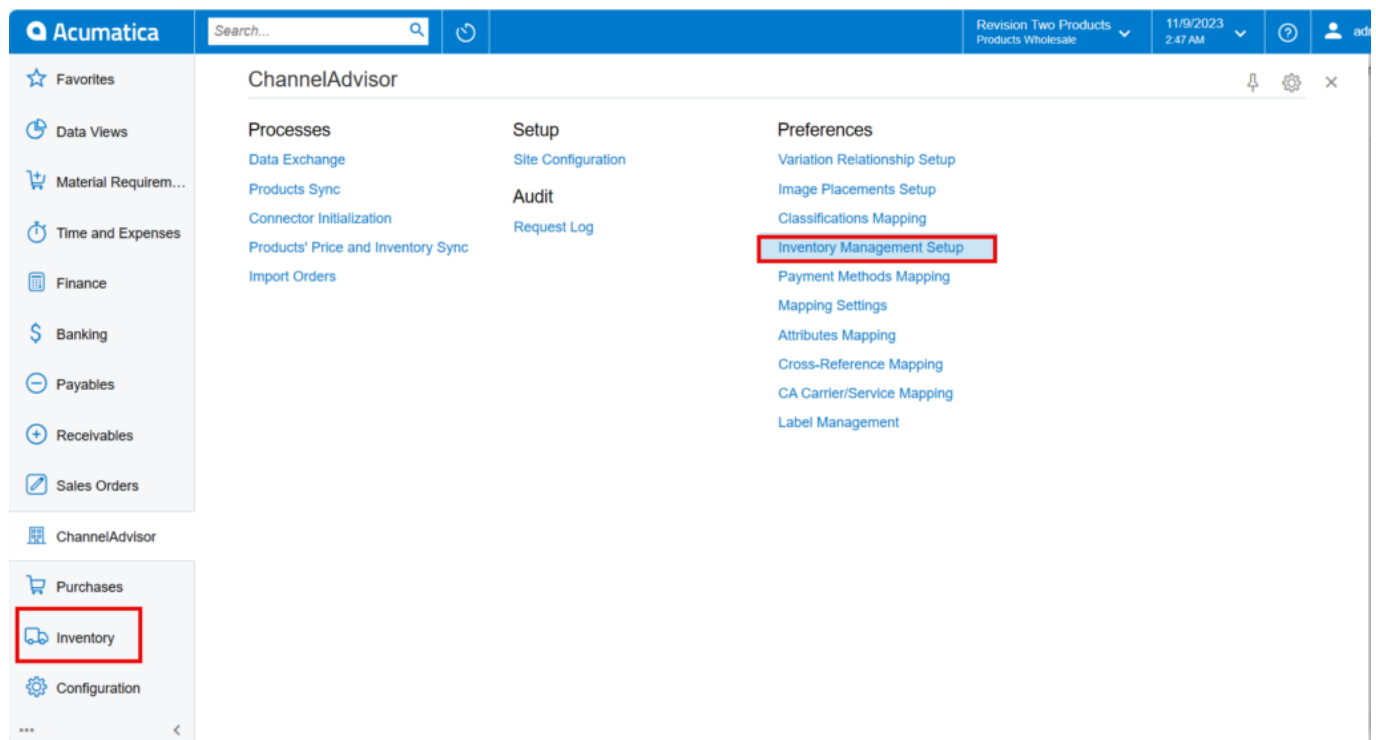 Acumatica
Search...
Revision Two Products
Products Wholesale
11/9/2023
2:47 AM
Favorites
Data Views
Material Requirem...
Time and Expenses
Finance
Banking
Payables
Receivables
Sales Orders
ChannelAdvisor
Purchases
Inventory
Configuration
ChannelAdvisor
Processes
Data Exchange
Products Sync
Connector Initialization
Products' Price and Inventory Sync
Import Orders
Setup
Site Configuration
Audit
Request Log
Preferences
Variation Relationship Setup
Image Placements Setup
Classifications Mapping
Inventory Management Setup
Payment Methods Mapping
Mapping Settings
Attributes Mapping
Cross-Reference Mapping
CA Carrier/Service Mapping
Label Management